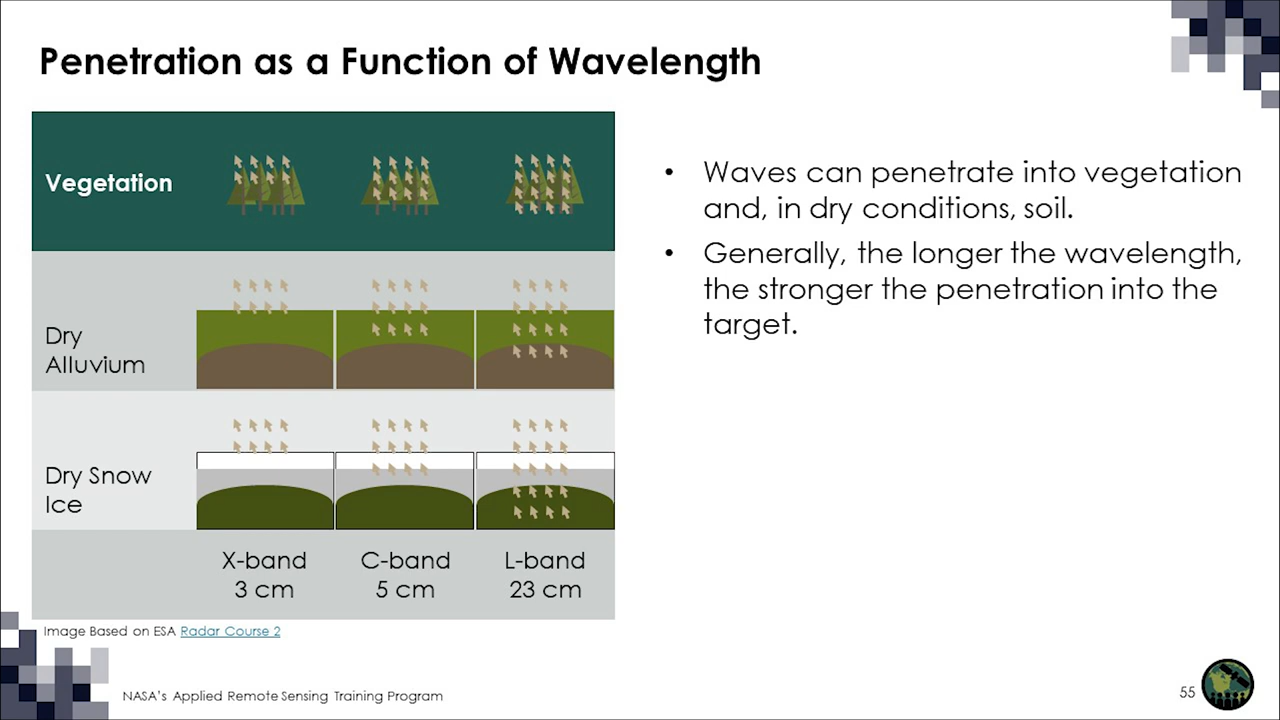 Penetration as a Function of Wavelength
Vegetation
Dry
Alluvium
Dry Snow
Ice
X-band
3 cm
C-band
5 cm
L-band
23 cm
Image Based on ESA Radar Course 2
• Waves can penetrate into vegetation
and, in dry conditions, soil.
• Generally, the longer the wavelength,
the stronger the penetration into the
target.
NASA's Applied Remote Sensing Training Program
55